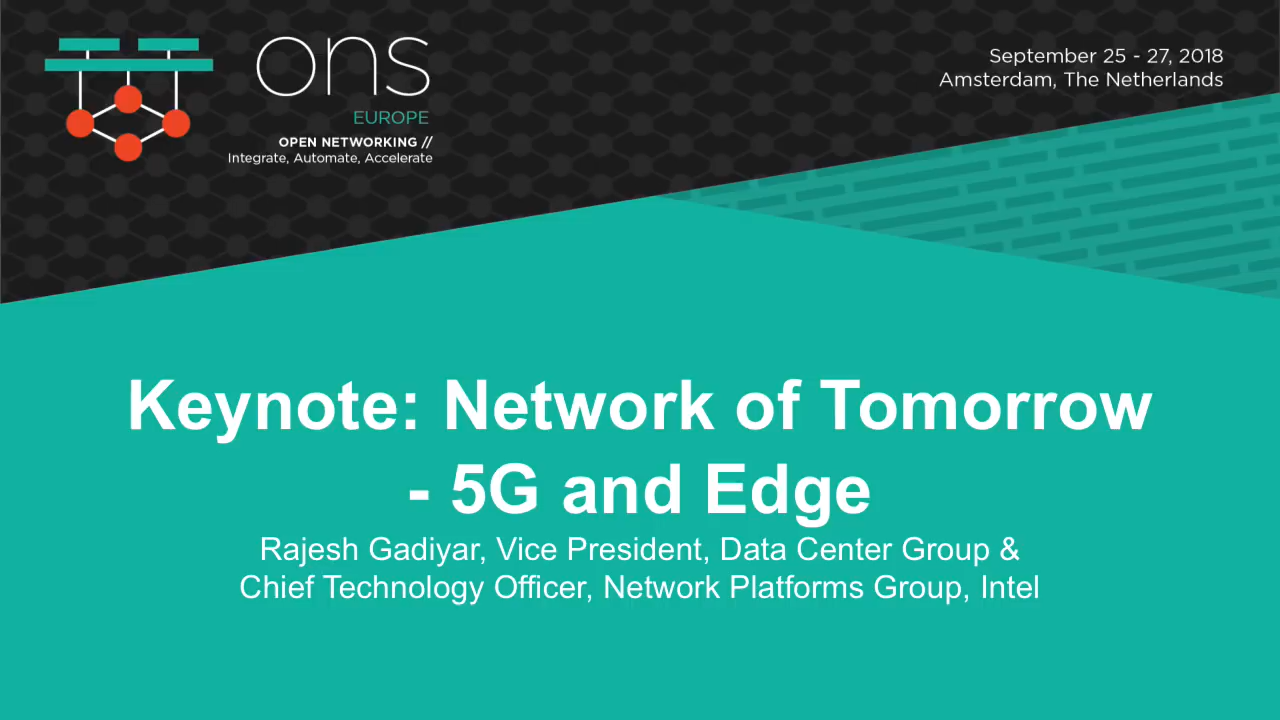 ons
EUROPE
OPEN NETWORKING //
Integrate, Automate, Accelerate
September 25 - 27, 2018
Amsterdam, The Netherlands
Keynote: Network of Tomorrow
- 5G and Edge
Rajesh Gadiyar, Vice President, Data Center Group &
Chief Technology Officer, Network Platforms Group, Intel